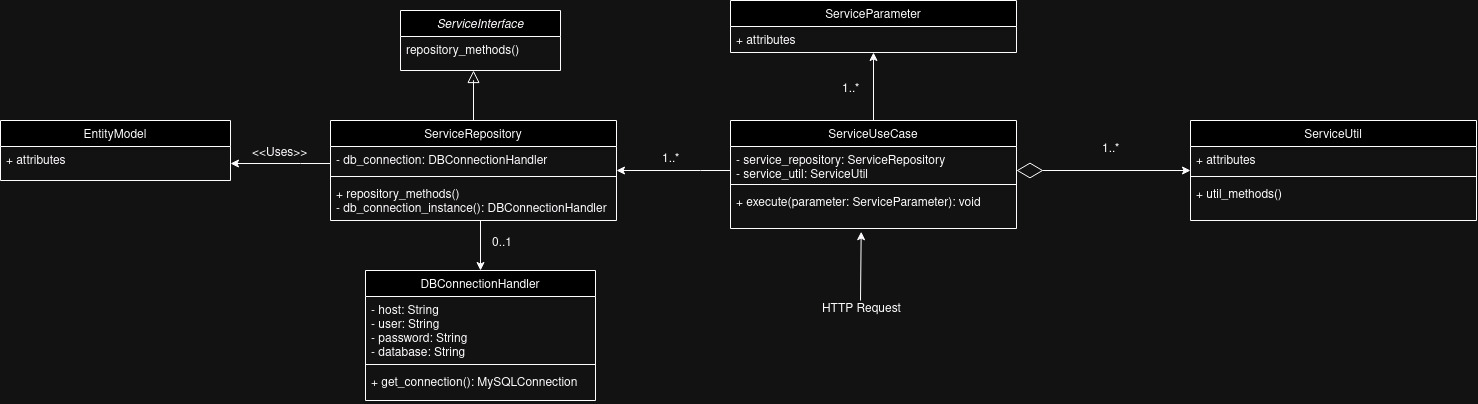 ServiceInterface
repository_methods()
ServiceParameter
+ attributes
1..*
EntityModel
+ attributes
<<Uses>>
ServiceRepository
- db_connection: DBConnectionHandler
+ repository_methods()
- db_connection_instance(): DBConnectionHandler
1..*
ServiceUseCase
- service_repository: ServiceRepository
- service_util: ServiceUtil
+ execute(parameter: ServiceParameter): void
1..*
ServiceUtil
+ attributes
+ util_methods()
0..1
DBConnectionHandler
- host: String
- user: String
- password: String
- database: String
+ get_connection(): MySQLConnection
HTTP Request